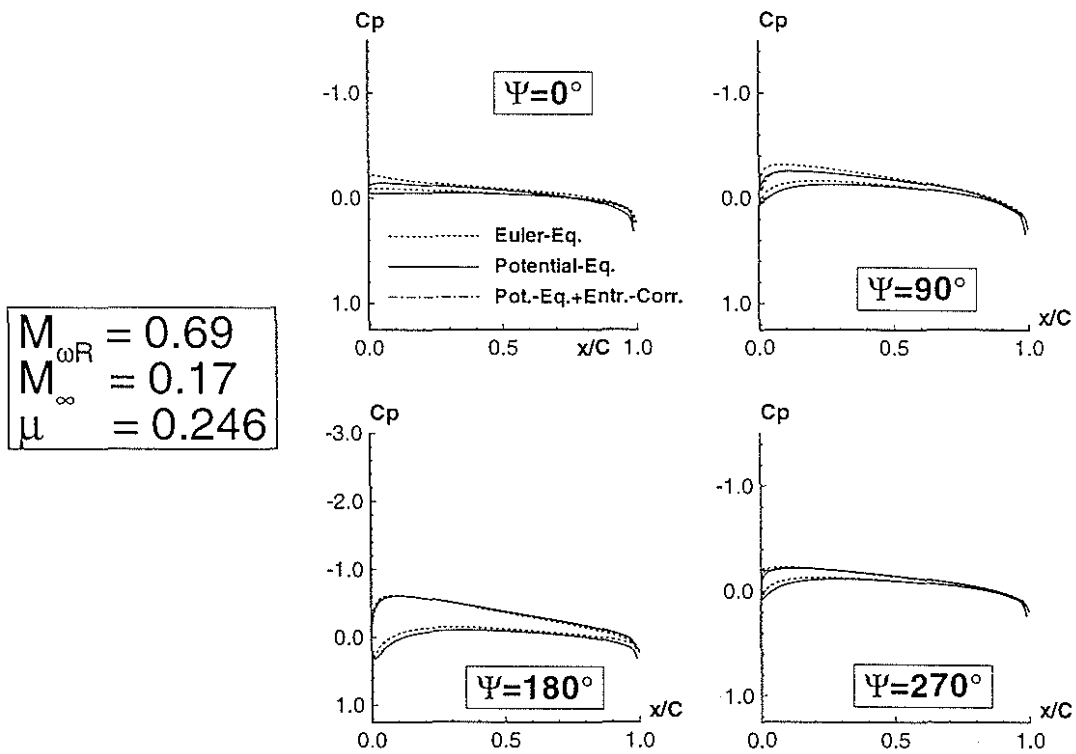 Cp
-1.0
0.0
1.0
Ψ=0°
Euler-Eq.
Potential-Eq.
Pot.-Eq.+Entr.-Corr.
0.0
0.5
x/C
1.0
Cp
-1.0
0.0
1.0
Ψ=90°
x/C
0.0
0.5
1.0
M_ωR = 0.69
M_∞ = 0.17
μ = 0.246
Cp
-3.0
-2.0
-1.0
0.0
1.0
Ψ=180°
x/C
0.0
0.5
1.0
Cp
-1.0
0.0
1.0
Ψ=270°
x/C
0.0
0.5
1.0